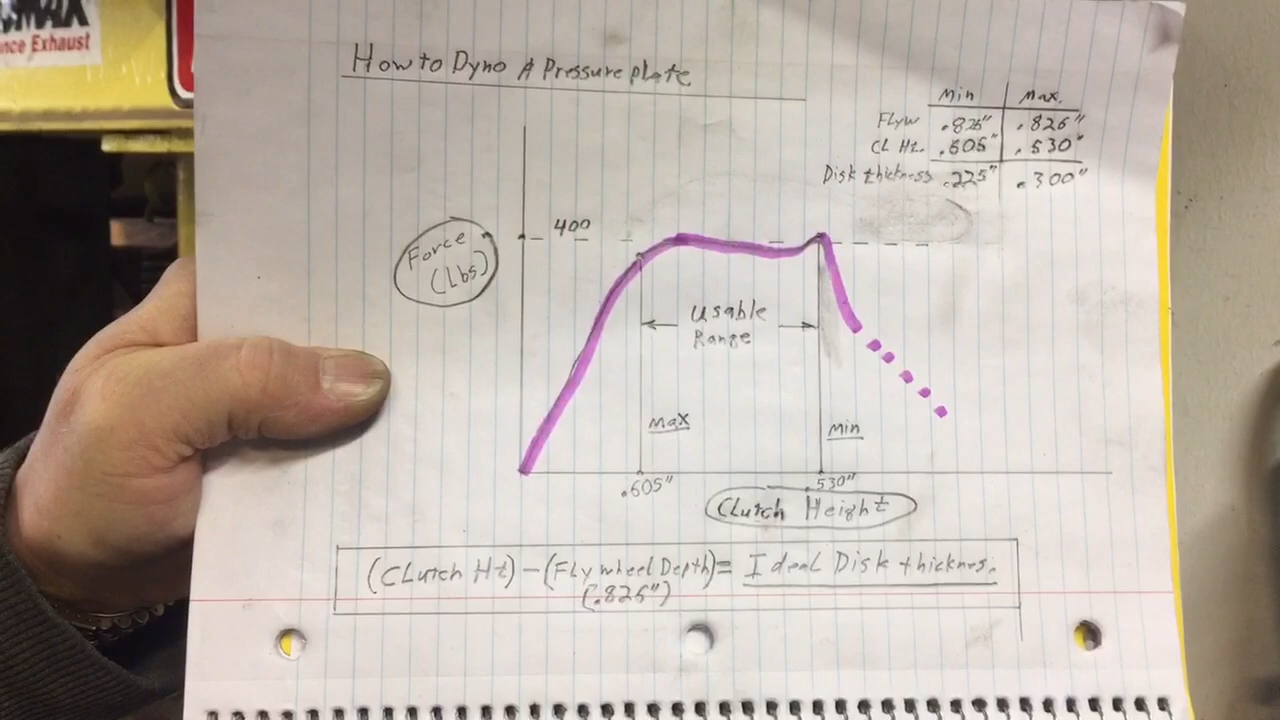 MAX
nce Exhaust
How to Dyno A Pressure plate
Min Max.
Flyw .825" .826"
CL Ht. .605" .530"
Disk thickness .225" .300"
400
Force
(Lbs)
Usable
Range
Max
Min
.605"
.530"
Clutch Height
(Clutch Ht) - (Flywheel Depth) = Ideal Disk thicknes.
(.826")